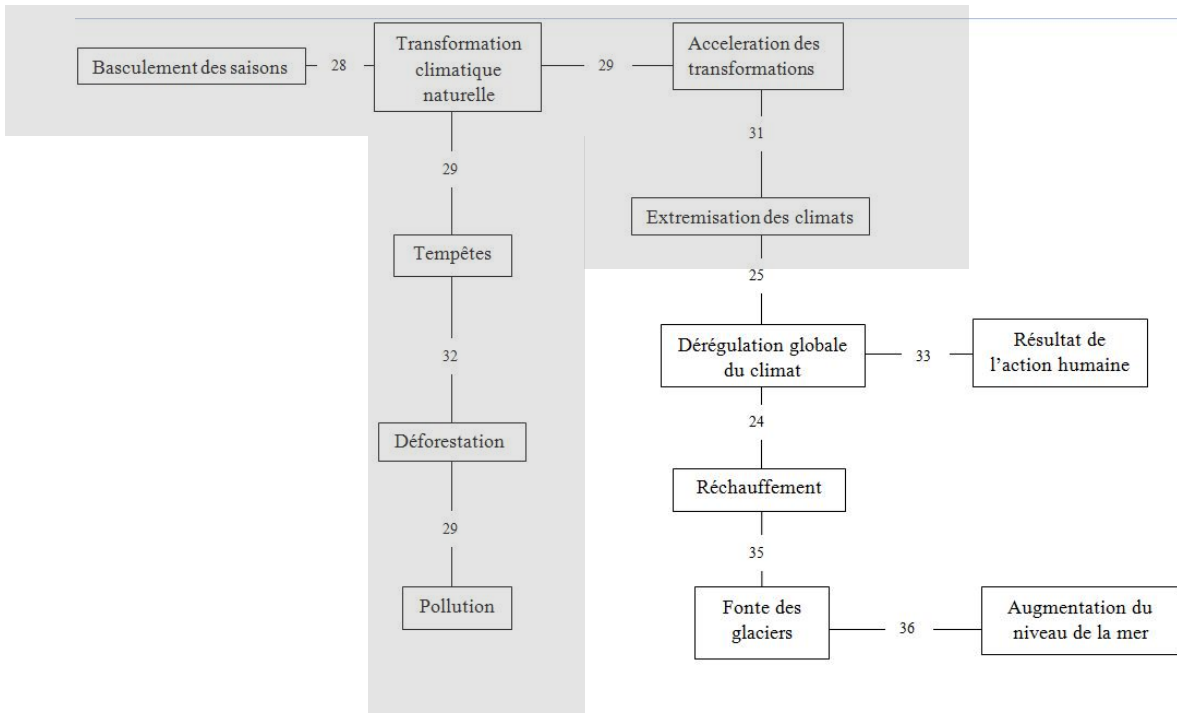 Basculement des saisons
28
Transformation
climatique
naturelle
29
Acceleration des
transformations
29
31
Extremisation des climats
Tempêtes
25
32
Dérégulation globale
du climat
33
Résultat de
l’action humaine
24
Déforestation
Réchauffement
29
35
Pollution
Fonte des
glaciers
36
Augmentation du
niveau de la mer